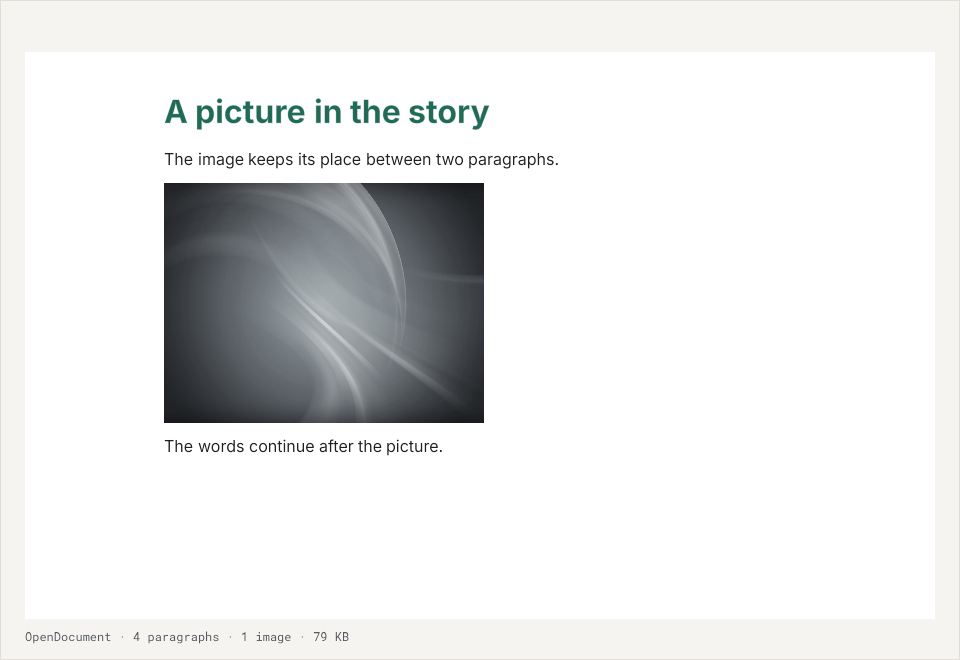 A picture in the story
The image keeps its place between two paragraphs.
The words continue after the picture.
OpenDocument · 4 paragraphs · 1 image · 79 KB